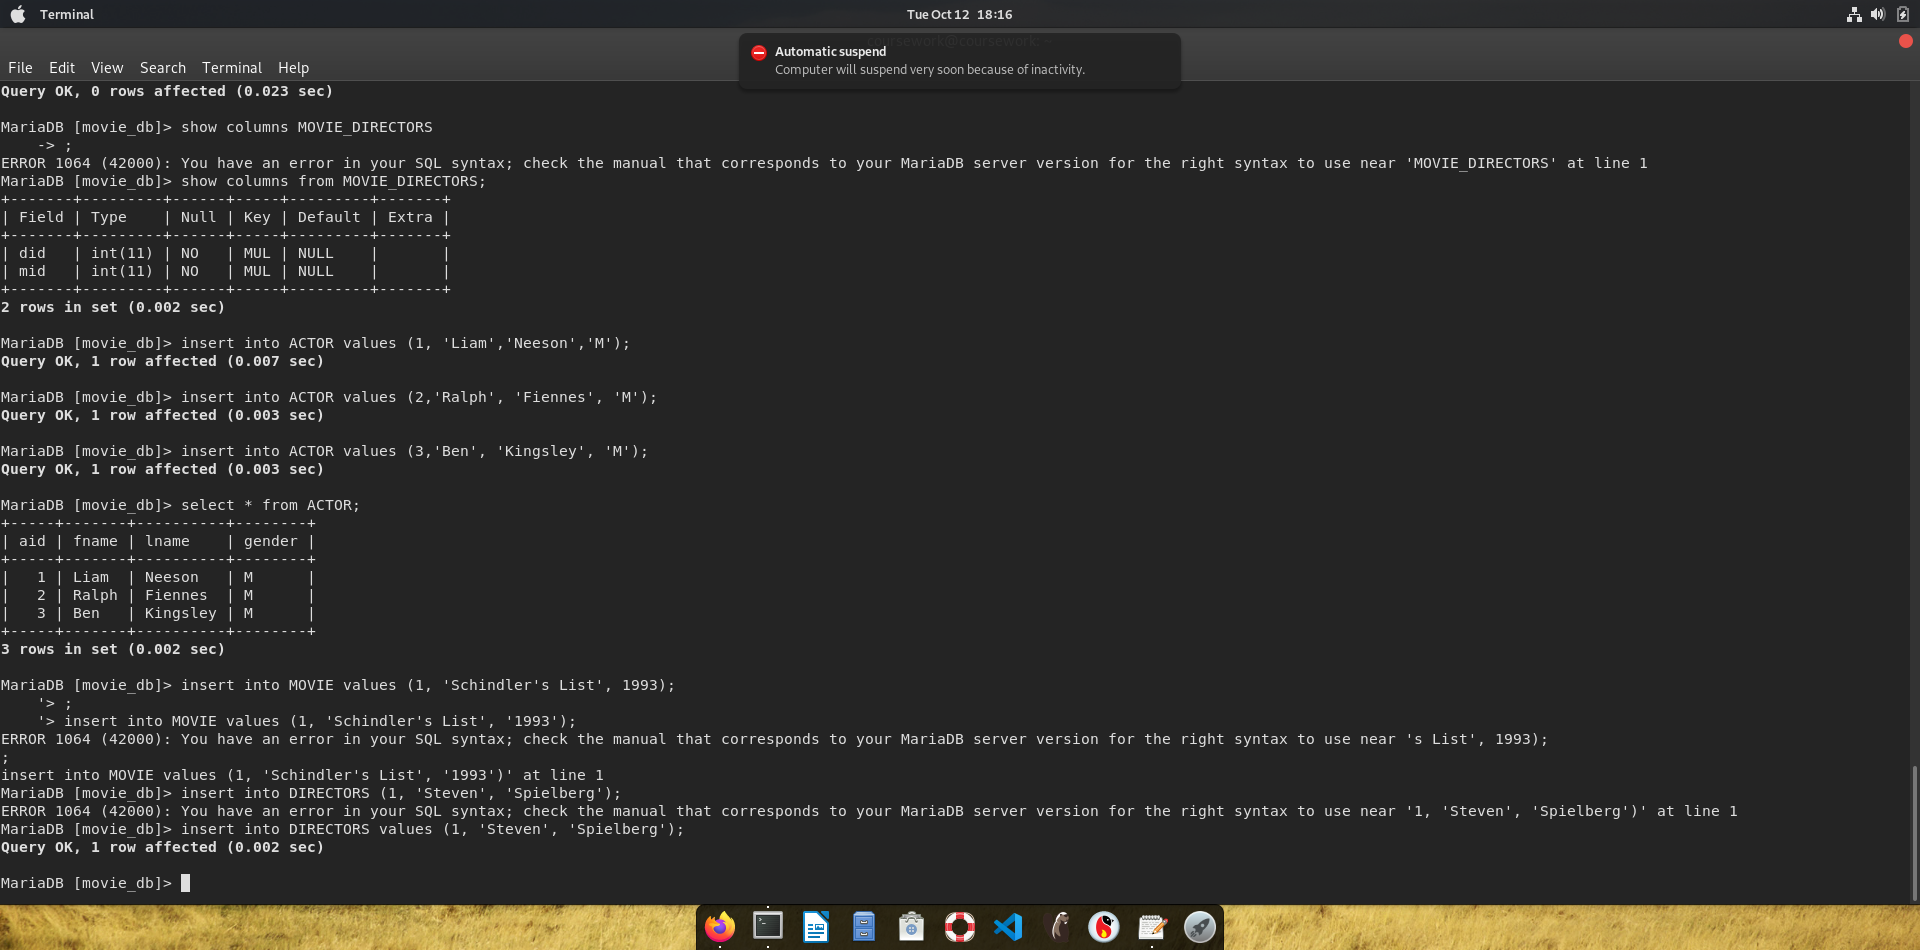 Terminal
Tue Oct 12 18:16
coursework@coursework: ~
Automatic suspend
Computer will suspend very soon because of inactivity.
File Edit View Search Terminal Help
Query OK, 0 rows affected (0.023 sec)
MariaDB [movie_db]> show columns MOVIE_DIRECTORS
    -> ;
ERROR 1064 (42000): You have an error in your SQL syntax; check the manual that corresponds to your MariaDB server version for the right syntax to use near 'MOVIE_DIRECTORS' at line 1
MariaDB [movie_db]> show columns from MOVIE_DIRECTORS;
+-------+---------+------+-----+---------+-------+
| Field | Type    | Null | Key | Default | Extra |
+-------+---------+------+-----+---------+-------+
| did   | int(11) | NO   | MUL | NULL    |       |
| mid   | int(11) | NO   | MUL | NULL    |       |
+-------+---------+------+-----+---------+-------+
2 rows in set (0.002 sec)
MariaDB [movie_db]> insert into ACTOR values (1, 'Liam','Neeson','M');
Query OK, 1 row affected (0.007 sec)
MariaDB [movie_db]> insert into ACTOR values (2,'Ralph', 'Fiennes', 'M');
Query OK, 1 row affected (0.003 sec)
MariaDB [movie_db]> insert into ACTOR values (3,'Ben', 'Kingsley', 'M');
Query OK, 1 row affected (0.003 sec)
MariaDB [movie_db]> select * from ACTOR;
+-----+-------+----------+--------+
| aid | fname | lname    | gender |
+-----+-------+----------+--------+
|   1 | Liam  | Neeson   | M      |
|   2 | Ralph | Fiennes  | M      |
|   3 | Ben   | Kingsley | M      |
+-----+-------+----------+--------+
3 rows in set (0.002 sec)
MariaDB [movie_db]> insert into MOVIE values (1, 'Schindler's List', 1993);
    '> ;
    '> insert into MOVIE values (1, 'Schindler's List', '1993');
ERROR 1064 (42000): You have an error in your SQL syntax; check the manual that corresponds to your MariaDB server version for the right syntax to use near 's List', 1993);
;
insert into MOVIE values (1, 'Schindler's List', '1993')' at line 1
MariaDB [movie_db]> insert into DIRECTORS (1, 'Steven', 'Spielberg');
ERROR 1064 (42000): You have an error in your SQL syntax; check the manual that corresponds to your MariaDB server version for the right syntax to use near '1, 'Steven', 'Spielberg')' at line 1
MariaDB [movie_db]> insert into DIRECTORS values (1, 'Steven', 'Spielberg');
Query OK, 1 row affected (0.002 sec)
MariaDB [movie_db]>